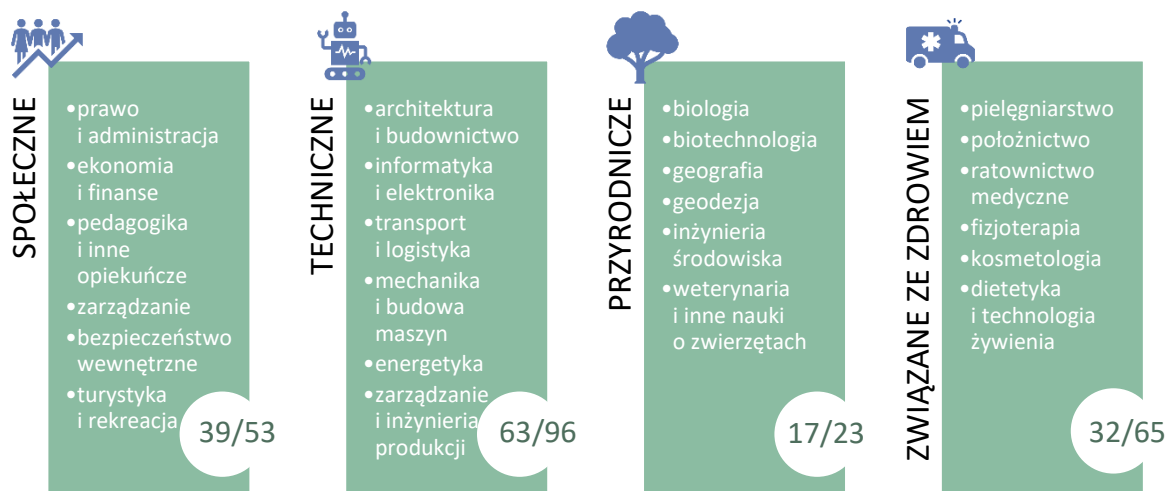 SPOŁECZNE
•prawo
i administracja
•ekonomia
i finanse
•pedagogika
i inne
opiekuńcze
•zarządzanie
•bezpieczeństwo
wewnętrzne
•turystyka
i rekreacja
39/53
TECHNICZNE
•architektura
i budownictwo
•informatyka
i elektronika
•transport
i logistyka
•mechanika
i budowa
maszyn
•energetyka
•zarządzanie
i inżynieria
produkcji
63/96
PRZYRODNICZE
•biologia
•biotechnologia
•geografia
•geodezja
•inżynieria
środowiska
•weterynaria
i inne nauki
o zwierzętach
17/23
ZWIĄZANE ZE ZDROWIEM
•pielęgniarstwo
•położnictwo
•ratownictwo
medyczne
•fizjoterapia
•kosmetologia
•dietetyka
i technologia
żywienia
32/65